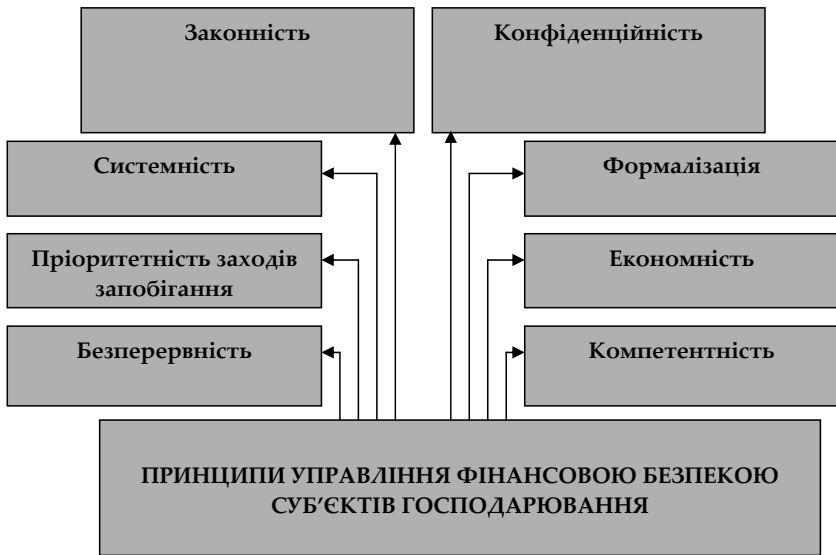 Законність
Конфіденційність
Системність
Формалізація
Пріоритетність заходів
запобігання
Економність
Безперервність
Компетентність
ПРИНЦИПИ УПРАВЛІННЯ ФІНАНСОВОЮ БЕЗПЕКОЮ
СУБ’ЄКТІВ ГОСПОДАРЮВАННЯ